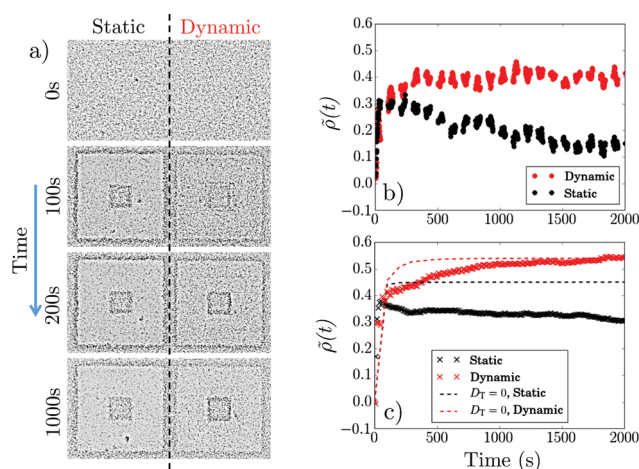 Static Dynamic
a)
0s
100s
200s
1000s
Time
0.6
0.5
0.4
0.3
0.2
0.1
0.0
−0.1
ρ̃(t)
b)
Dynamic
Static
0 500 1000 1500 2000
0.6
0.5
0.4
0.3
0.2
0.1
0.0
−0.1
ρ̃(t)
c)
Static
Dynamic
D_T = 0, Static
D_T = 0, Dynamic
0 500 1000 1500 2000
Time (s)